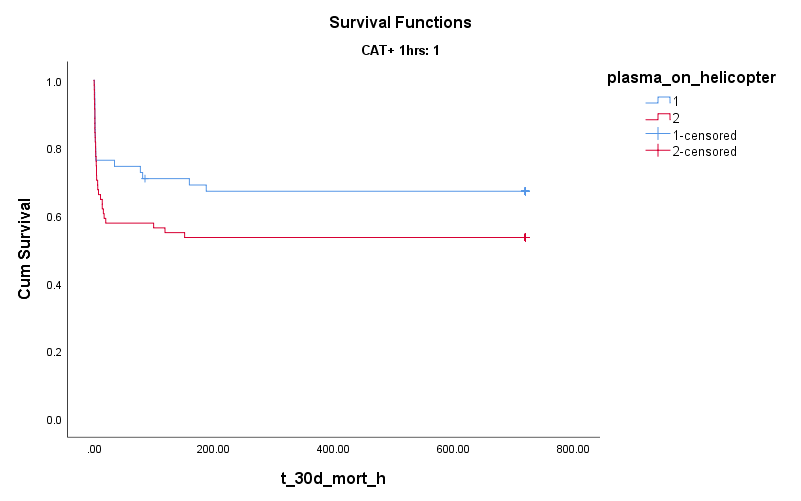 Survival Functions
CAT+ 1hrs: 1
plasma_on_helicopter
1
2
1-censored
2-censored
Cum Survival
1.0
0.8
0.6
0.4
0.2
0.0
.00 200.00 400.00 600.00 800.00
t_30d_mort_h